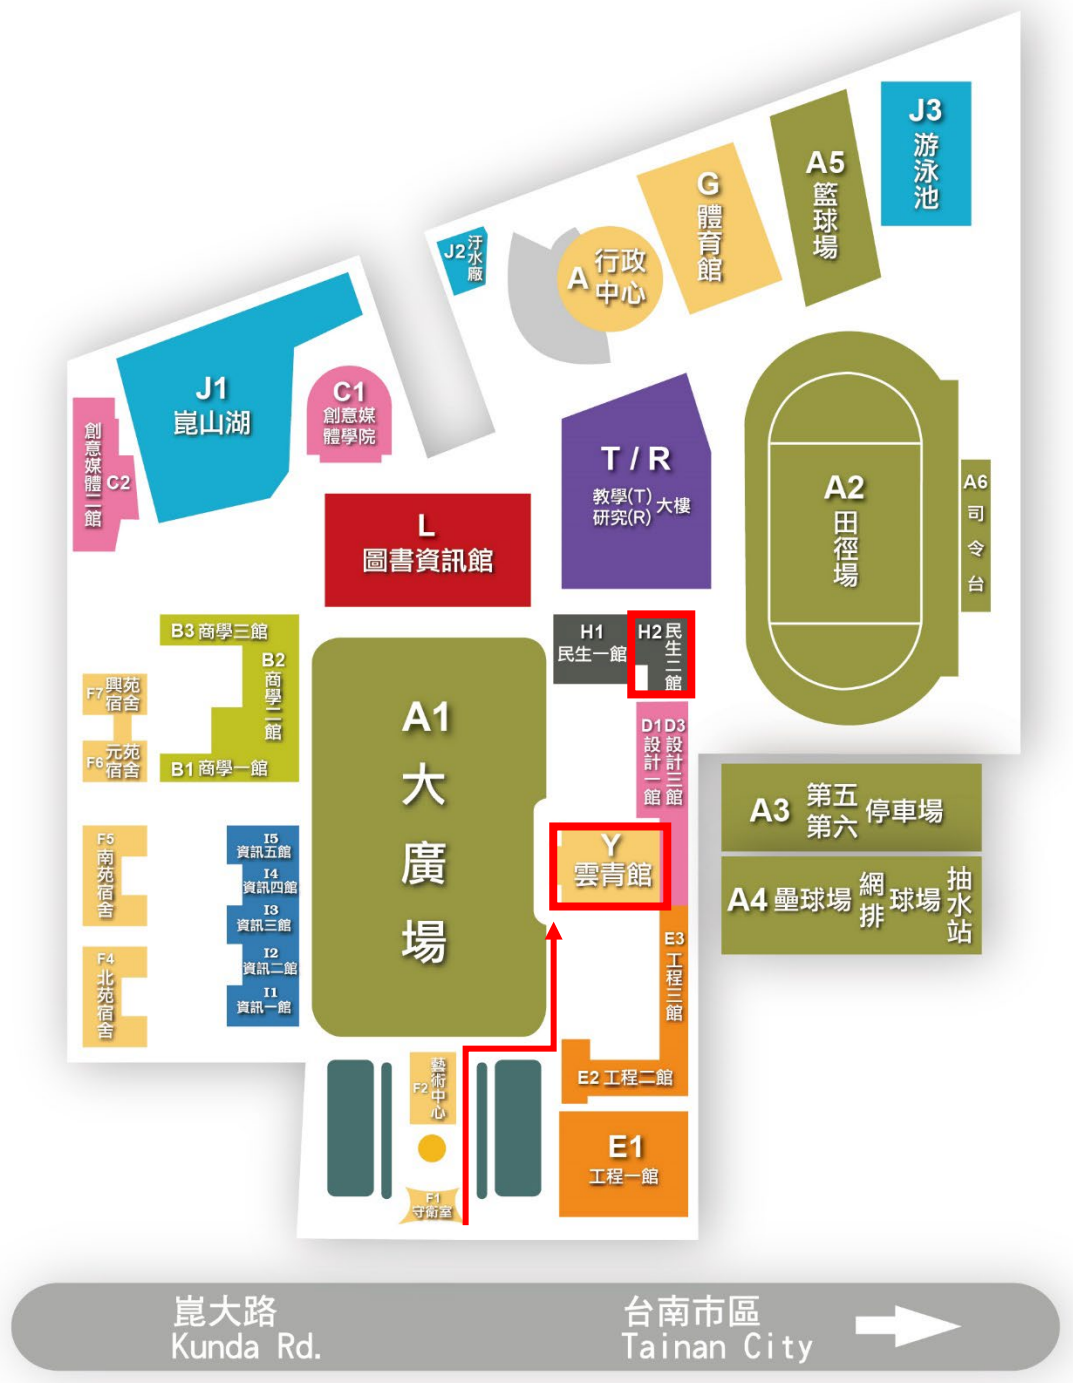 J3
游泳池
A5
籃球場
G
體育館
J2 汙水廠
A 行政
中心
J1
崑山湖
C1
創意媒
體學院
創意媒體二館
C2
T / R
教學(T)
研究(R)
大樓
A2
田徑場
A6
司令台
L
圖書資訊館
B3 商學三館
B2
商學二館
B1 商學一館
H1
民生一館
H2 民生二館
F7 興苑
宿舍
F6 元苑
宿舍
A1
大廣場
D1
設計一館
D3
設計三館
A3 第五
第六
停車場
Y
雲青館
A4 壘球場 網
排
球場 抽水站
F5
南苑宿舍
I5
資訊五館
I4
資訊四館
I3
資訊三館
I2
資訊二館
I1
資訊一館
F4
北苑宿舍
E3
工程三館
F2 藝術中心
E2 工程二館
E1
工程一館
F1
守衛室
崑大路
Kunda Rd.
台南市區
Tainan City